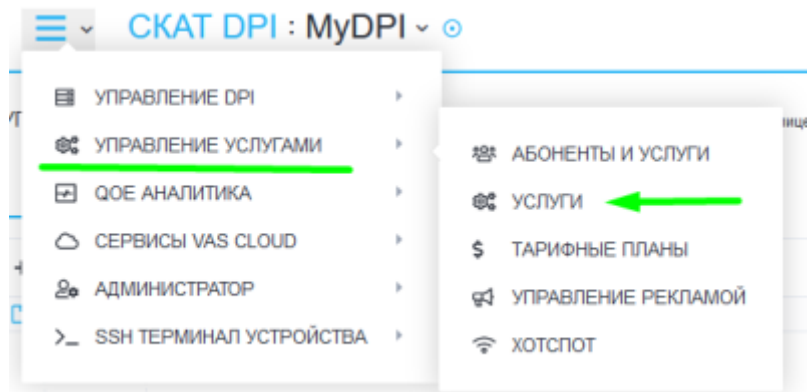 СКАТ DPI : MyDPI
УПРАВЛЕНИЕ DPI
УПРАВЛЕНИЕ УСЛУГАМИ
QOE АНАЛИТИКА
СЕРВИСЫ VAS CLOUD
АДМИНИСТРАТОР
>_ SSH ТЕРМИНАЛ УСТРОЙСТВА
АБОНЕНТЫ И УСЛУГИ
УСЛУГИ
$ ТАРИФНЫЕ ПЛАНЫ
УПРАВЛЕНИЕ РЕКЛАМОЙ
ХОТСПОТ